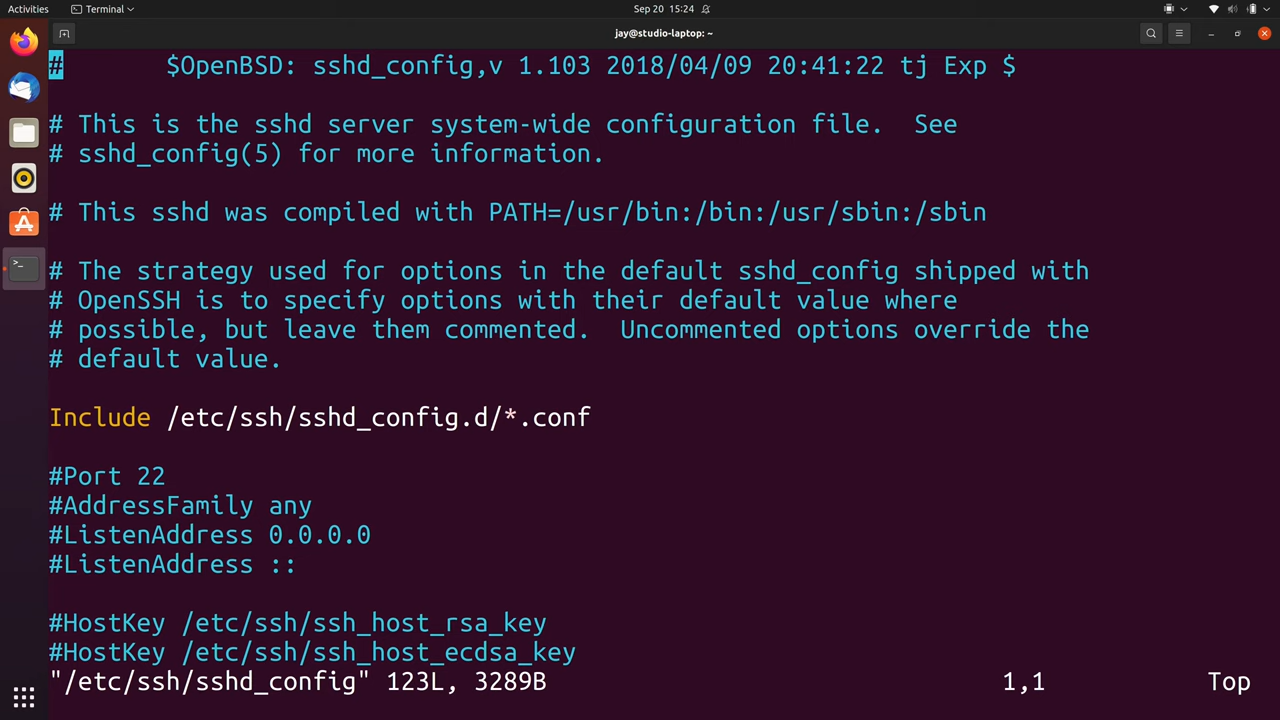 Activities
Terminal
Sep 20 15:24
jay@studio-laptop: ~
#        $OpenBSD: sshd_config,v 1.103 2018/04/09 20:41:22 tj Exp $
# This is the sshd server system-wide configuration file.  See
# sshd_config(5) for more information.
# This sshd was compiled with PATH=/usr/bin:/bin:/usr/sbin:/sbin
# The strategy used for options in the default sshd_config shipped with
# OpenSSH is to specify options with their default value where
# possible, but leave them commented.  Uncommented options override the
# default value.
Include /etc/ssh/sshd_config.d/*.conf
#Port 22
#AddressFamily any
#ListenAddress 0.0.0.0
#ListenAddress ::
#HostKey /etc/ssh/ssh_host_rsa_key
#HostKey /etc/ssh/ssh_host_ecdsa_key
"/etc/ssh/sshd_config" 123L, 3289B 1,1 Top